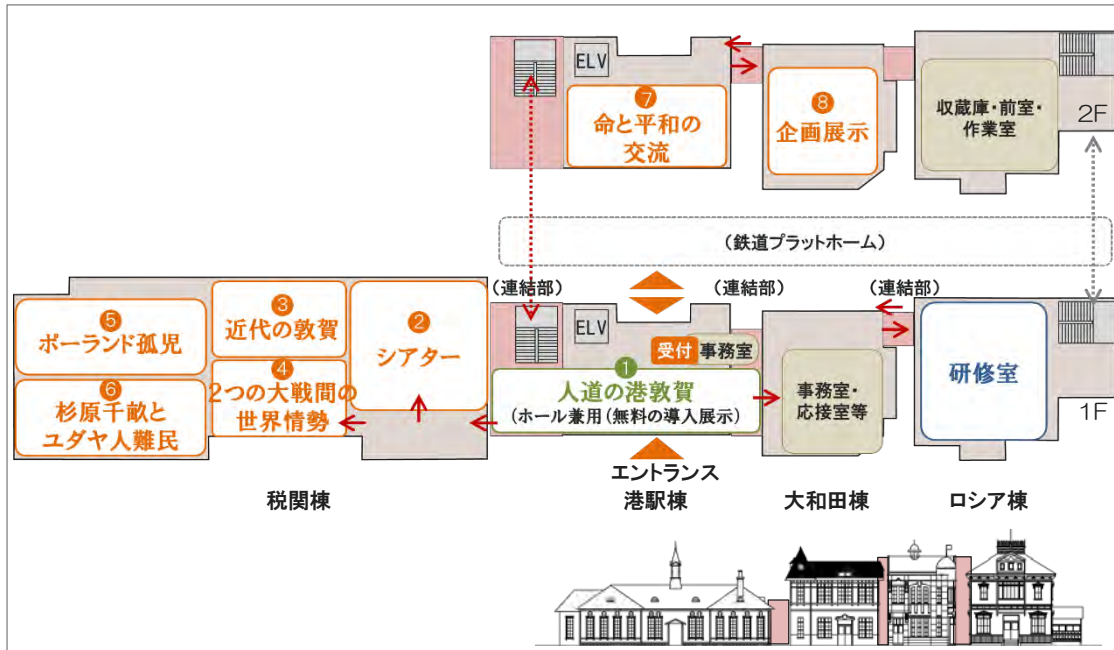 ELV
⑦
命と平和の
交流
⑧
企画展示
収蔵庫・前室・
作業室
2F
(鉄道プラットホーム)
(連結部)
(連結部)
(連結部)
⑤
ポーランド孤児
③
近代の敦賀
②
シアター
⑥
杉原千畝と
ユダヤ人難民
④
2つの大戦間の
世界情勢
ELV
受付 事務室
①
人道の港敦賀
(ホール兼用(無料の導入展示)
事務室・
応接室等
研修室
1F
エントランス
税関棟
港駅棟
大和田棟
ロシア棟